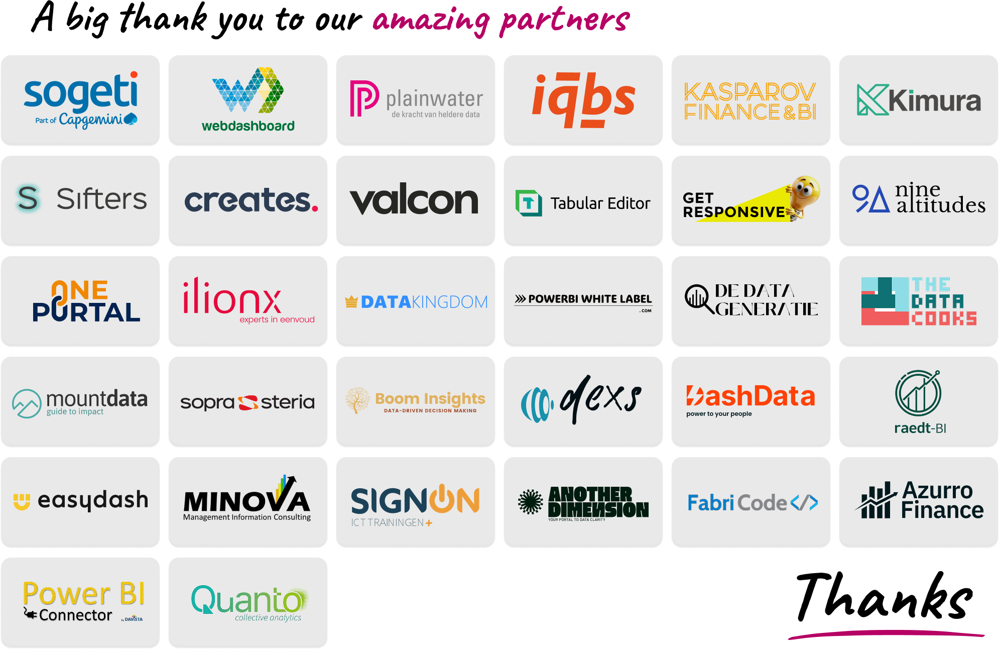 A big thank you to our amazing partners
sogeti
Part of Capgemini
webdashboard
plainwater
de kracht van heldere data
iqbs
KASPAROV
FINANCE & BI
Kimura
S Sifters
creates.
valcon
T Tabular Editor
GET
RESPONSIVE
9A nine
altitudes
ONE
PORTAL
ilionx
experts in eenvoud
DATAKINGDOM
POWERBI WHITE LABEL
.COM
DE DATA
GENERATIE
THE
DATA
COOKS
mountdata
guide to impact
sopra steria
Boom Insights
DATA-DRIVEN DECISION MAKING
dexs
DashData
power to your people
raedt-BI
easydash
MINOVA
Management Information Consulting
SIGNON
ICT TRAININGEN+
ANOTHER
DIMENSION
YOUR PORTAL TO DATA CLARITY
FabriCode</>
Azurro
Finance
Power BI
Connector
by DAVISTA
Quanto
collective analytics
Thanks